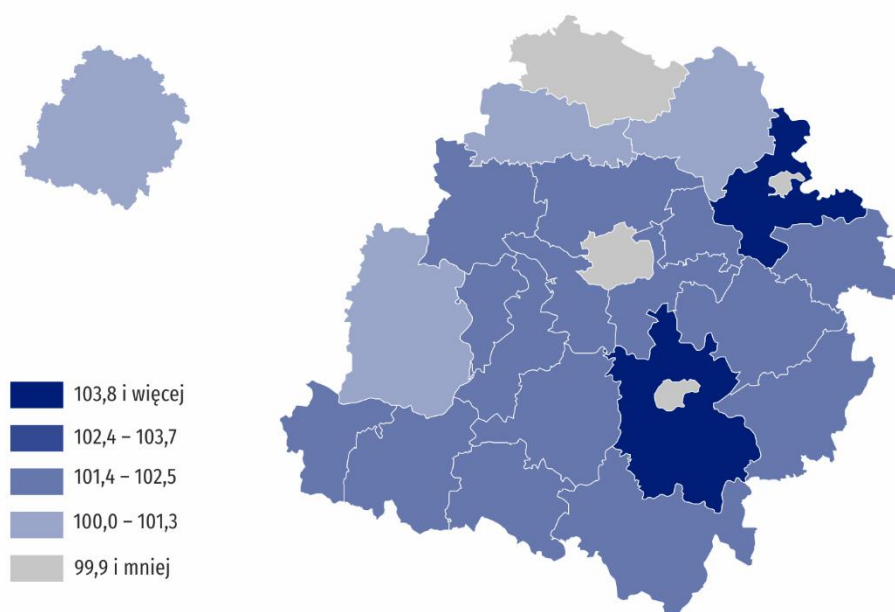 103,8 i więcej
102,4 – 103,7
101,4 – 102,5
100,0 – 101,3
99,9 i mniej